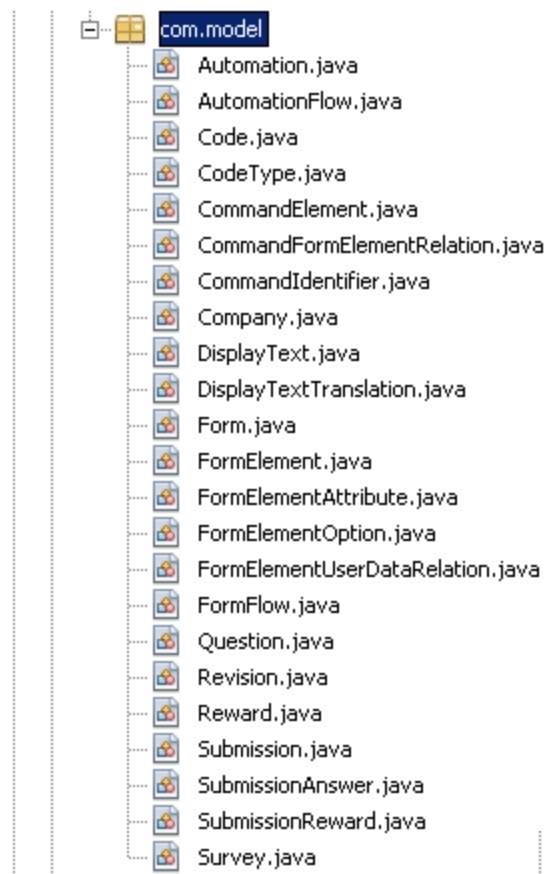 com.model
Automation.java
AutomationFlow.java
Code.java
CodeType.java
CommandElement.java
CommandFormElementRelation.java
CommandIdentifier.java
Company.java
DisplayText.java
DisplayTextTranslation.java
Form.java
FormElement.java
FormElementAttribute.java
FormElementOption.java
FormElementUserDataRelation.java
FormFlow.java
Question.java
Revision.java
Reward.java
Submission.java
SubmissionAnswer.java
SubmissionReward.java
Survey.java